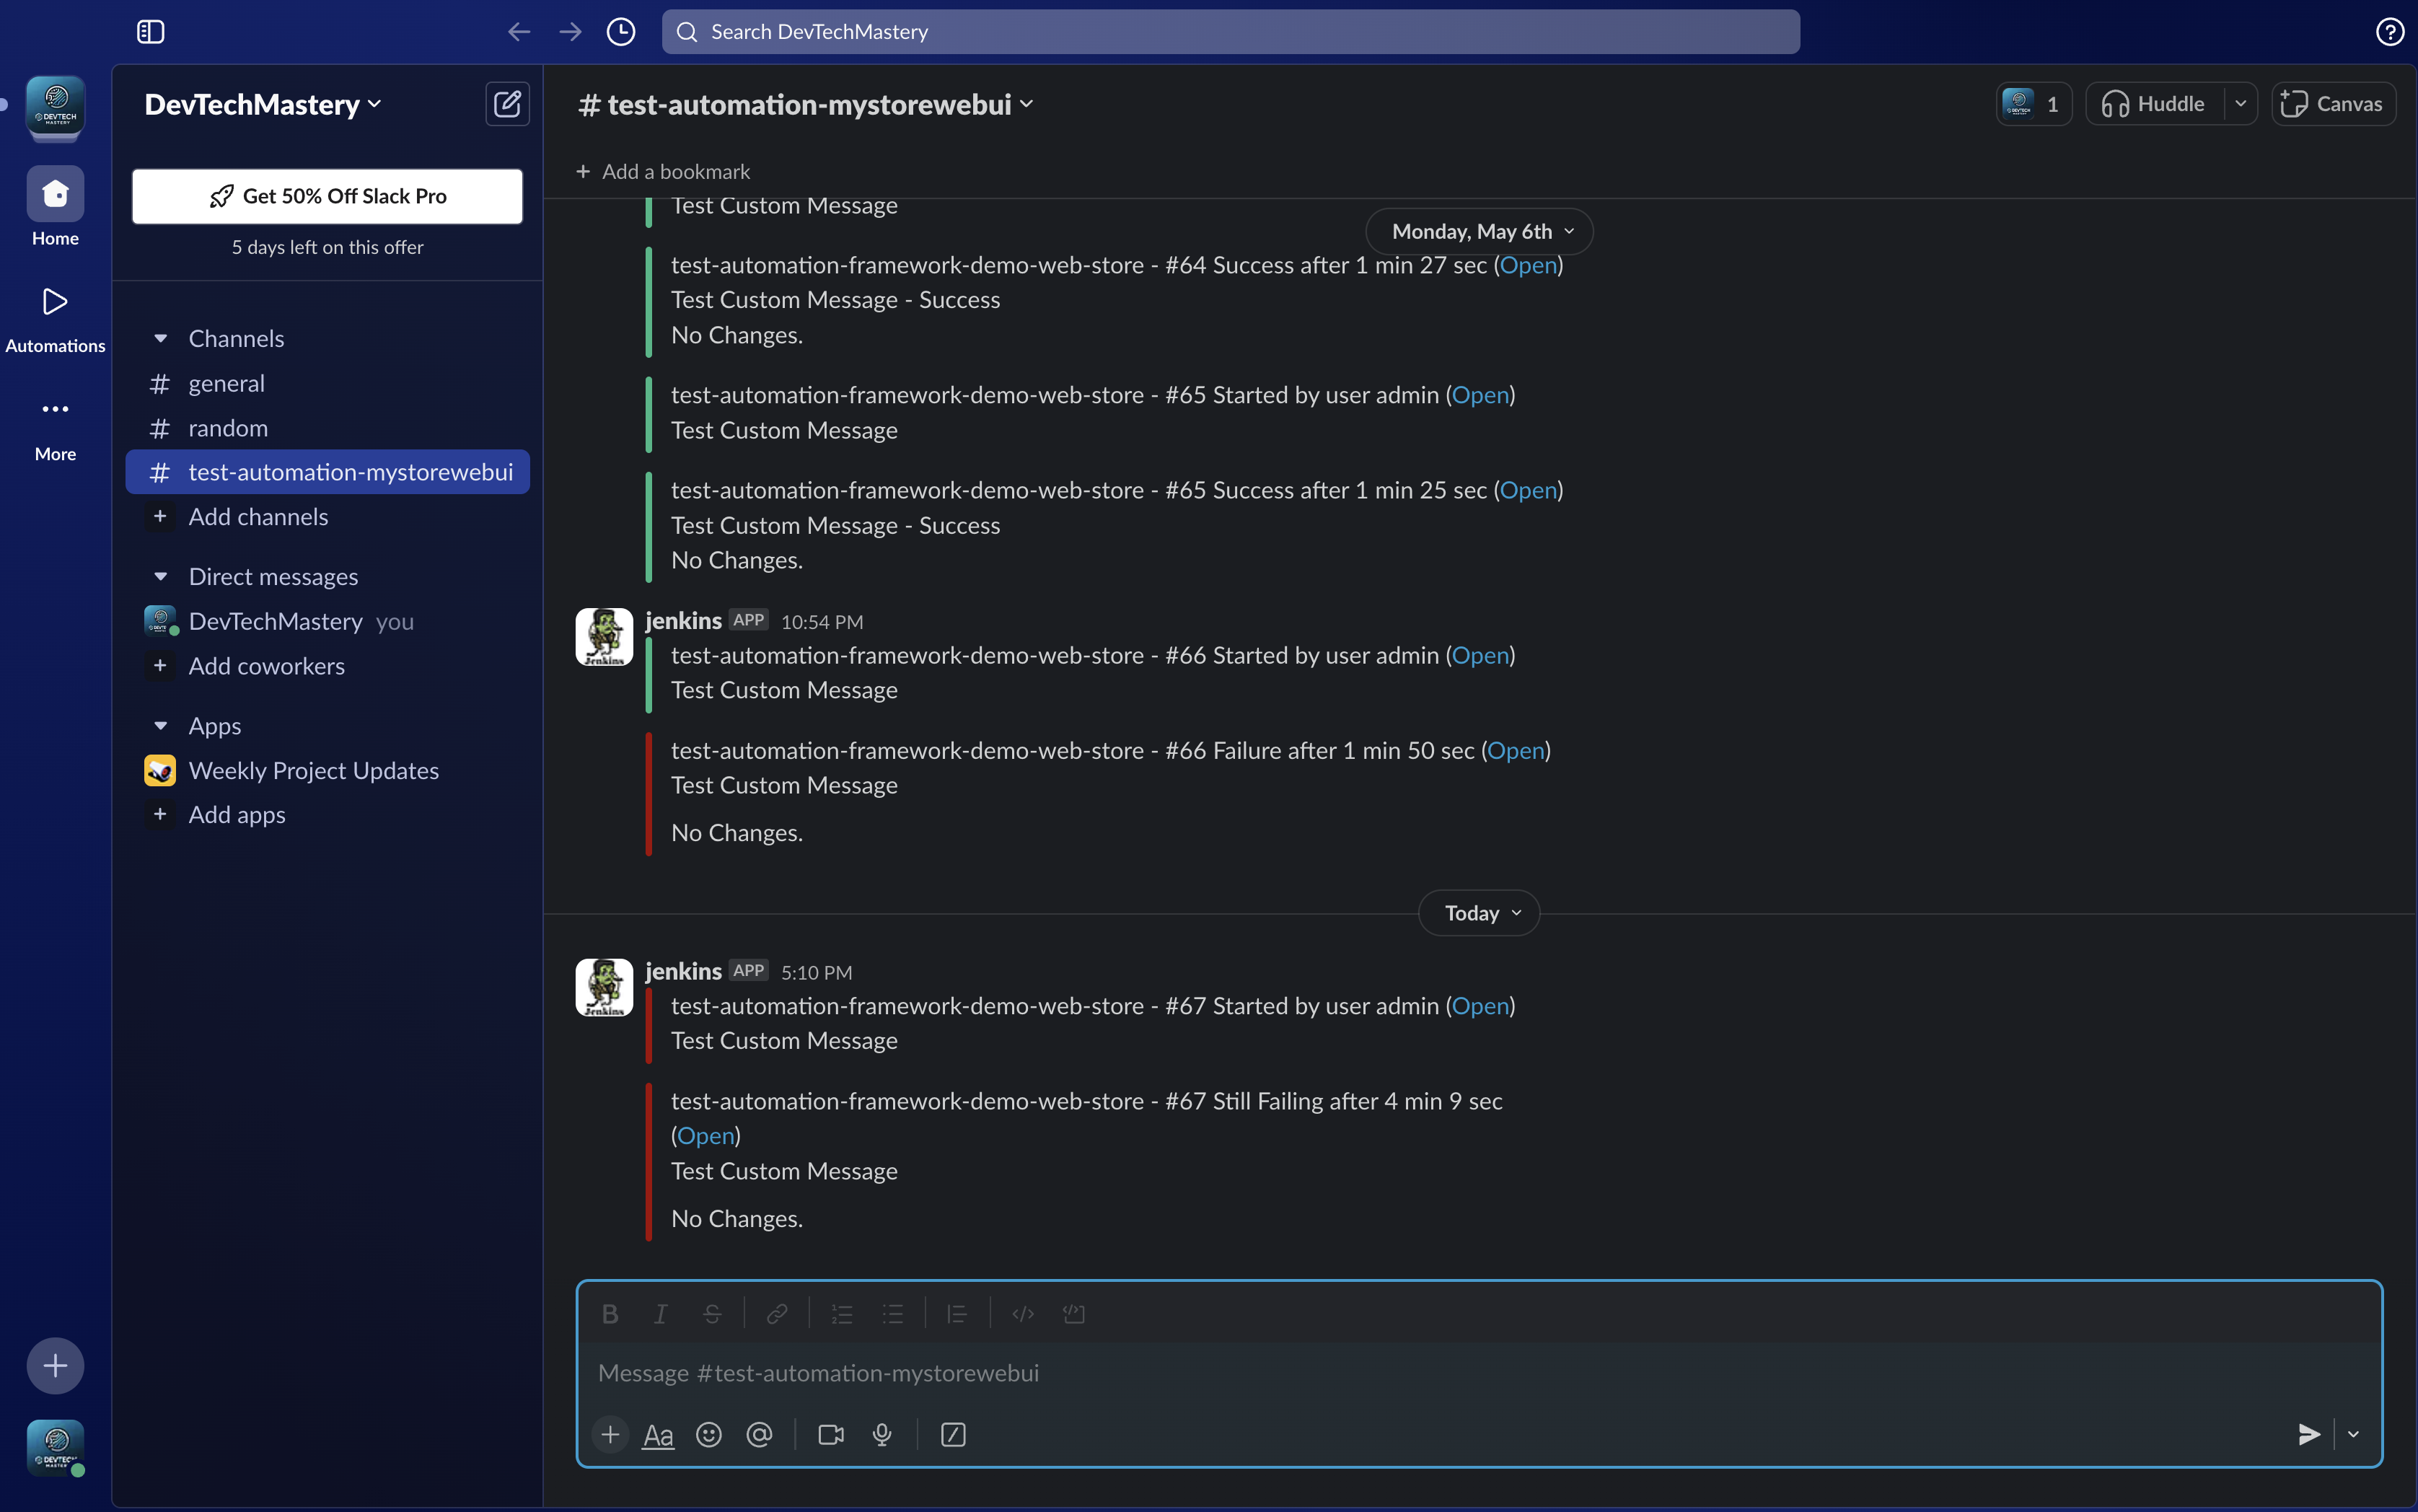 Search DevTechMastery
DEVTECH
MASTERY
Home
Automations
More
DevTechMastery
Get 50% Off Slack Pro
5 days left on this offer
Channels
# general
# random
# test-automation-mystorewebui
+ Add channels
Direct messages
DevTechMastery you
+ Add coworkers
Apps
Weekly Project Updates
+ Add apps
# test-automation-mystorewebui
1
Huddle
Canvas
+ Add a bookmark
Test Custom Message
Monday, May 6th
test-automation-framework-demo-web-store - #64 Success after 1 min 27 sec (Open)
Test Custom Message - Success
No Changes.
test-automation-framework-demo-web-store - #65 Started by user admin (Open)
Test Custom Message
test-automation-framework-demo-web-store - #65 Success after 1 min 25 sec (Open)
Test Custom Message - Success
No Changes.
Jenkins
jenkins APP 10:54 PM
test-automation-framework-demo-web-store - #66 Started by user admin (Open)
Test Custom Message
test-automation-framework-demo-web-store - #66 Failure after 1 min 50 sec (Open)
Test Custom Message
No Changes.
Today
Jenkins
jenkins APP 5:10 PM
test-automation-framework-demo-web-store - #67 Started by user admin (Open)
Test Custom Message
test-automation-framework-demo-web-store - #67 Still Failing after 4 min 9 sec
(Open)
Test Custom Message
No Changes.
B I S
Message #test-automation-mystorewebui
+ Aa @